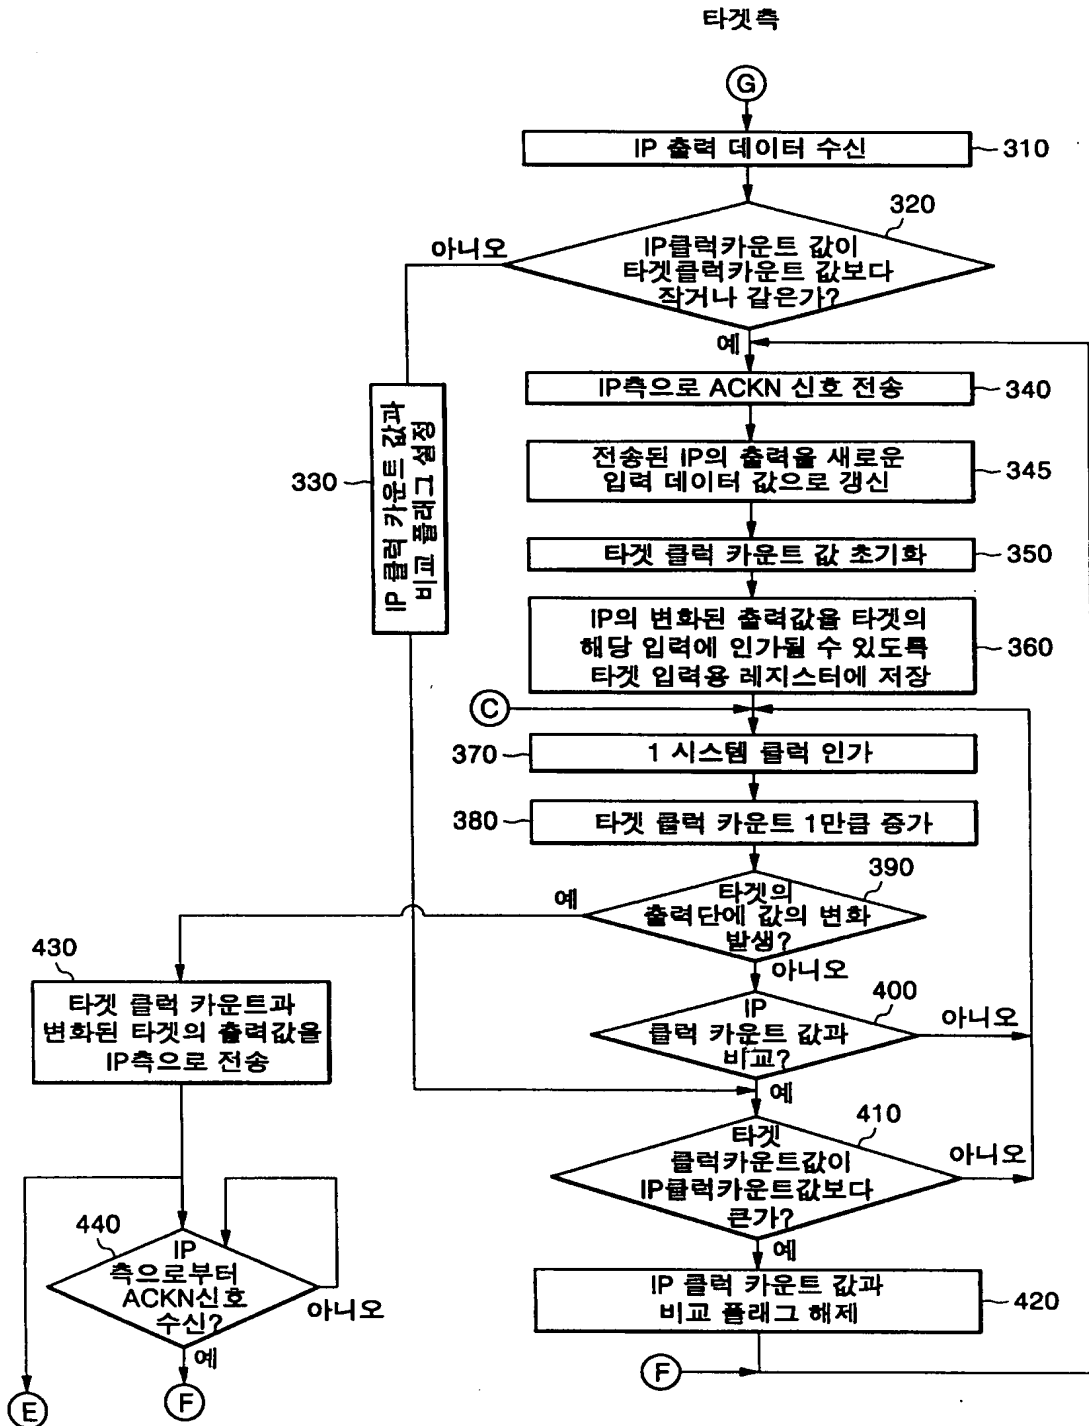 타겟측
G
IP 출력 데이터 수신
310
320
아니오
IP클럭카운트 값이
타겟클럭카운트 값보다
작거나 같은가?
예
IP측으로 ACKN 신호 전송
340
330
IP 클럭 카운트 값과
비교 플래그 설정
전송된 IP의 출력을 새로운
입력 데이터 값으로 갱신
345
타겟 클럭 카운트 값 초기화
350
IP의 변화된 출력값을 타겟의
해당 입력에 인가될 수 있도록
타겟 입력용 레지스터에 저장
360
C
370
1 시스템 클럭 인가
380
타겟 클럭 카운트 1만큼 증가
390
예
타겟의
출력단에 값의 변화
발생?
아니오
430
타겟 클럭 카운트과
변화된 타겟의 출력값을
IP측으로 전송
400
IP
클럭 카운트 값과
비교?
아니오
예
410
타겟
클럭카운트값이
IP클럭카운트값보다
큰가?
아니오
예
440
IP
측으로부터
ACKN신호
수신?
아니오
예
IP 클럭 카운트 값과
비교 플래그 해제
420
F
E
F